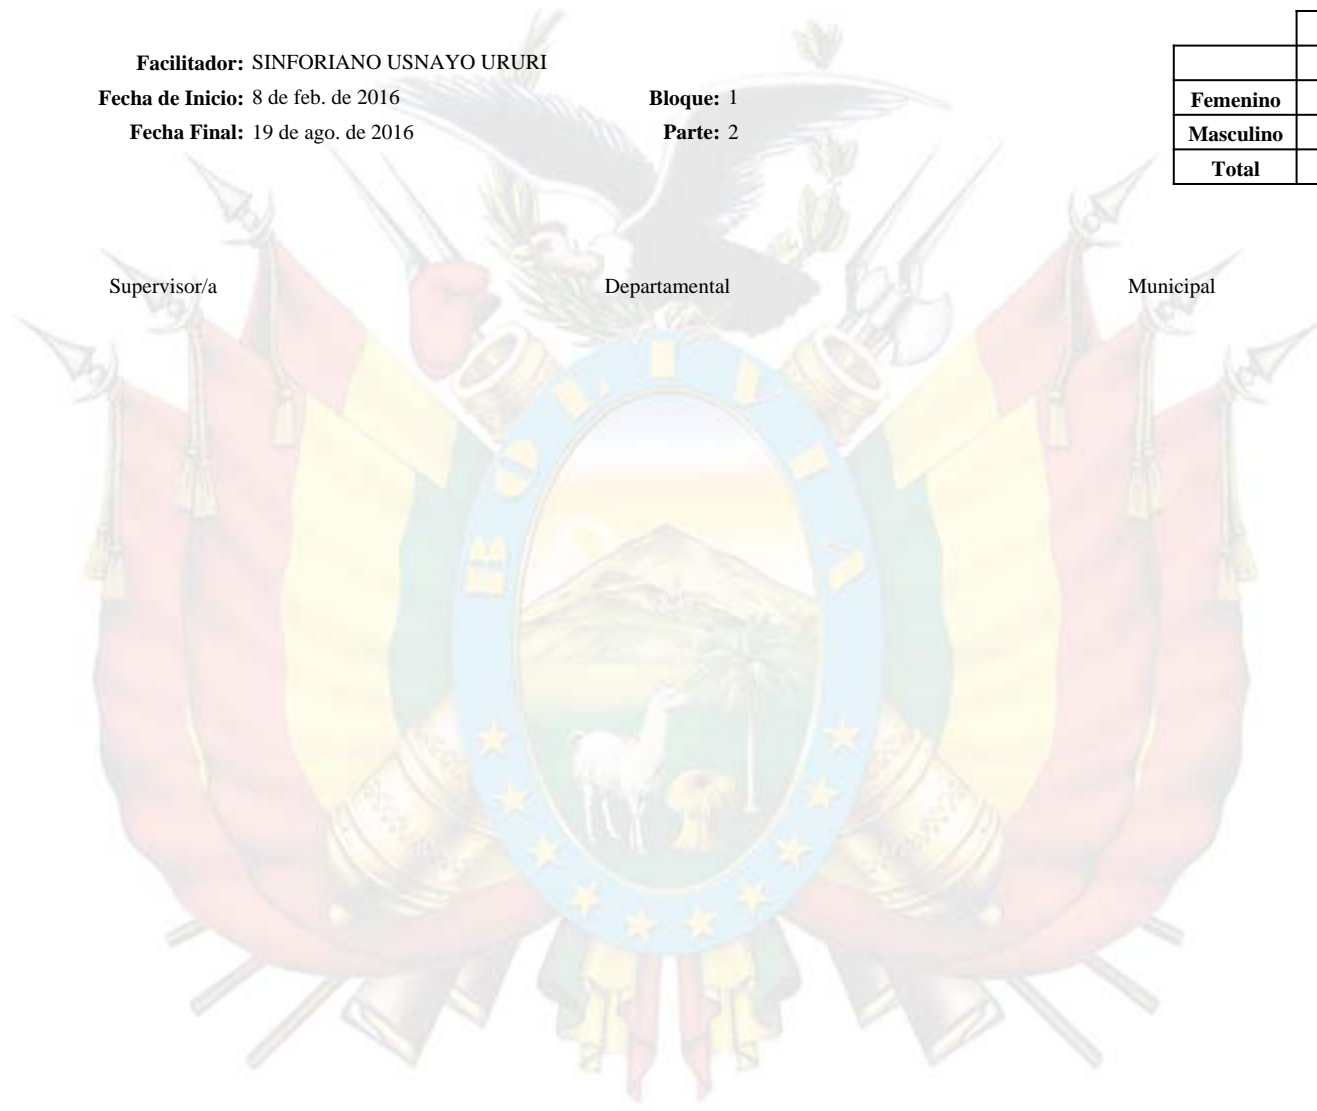 Facilitador: SINFORIANO USNAYO URURI
Fecha de Inicio: 8 de feb. de 2016 Bloque: 1
Fecha Final: 19 de ago. de 2016 Parte: 2
Femenino
Masculino
Total
Supervisor/a Departamental Municipal
BOLIVIA